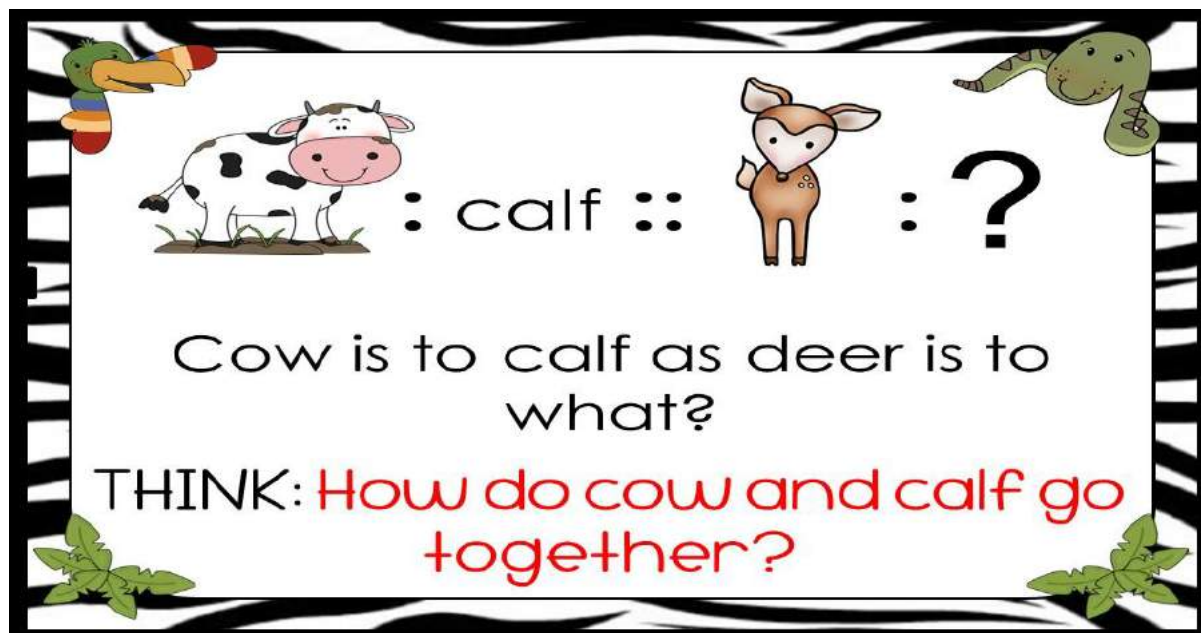 : calf :: : ?
Cow is to calf as deer is to
what?
THINK: How do cow and calf go
together?